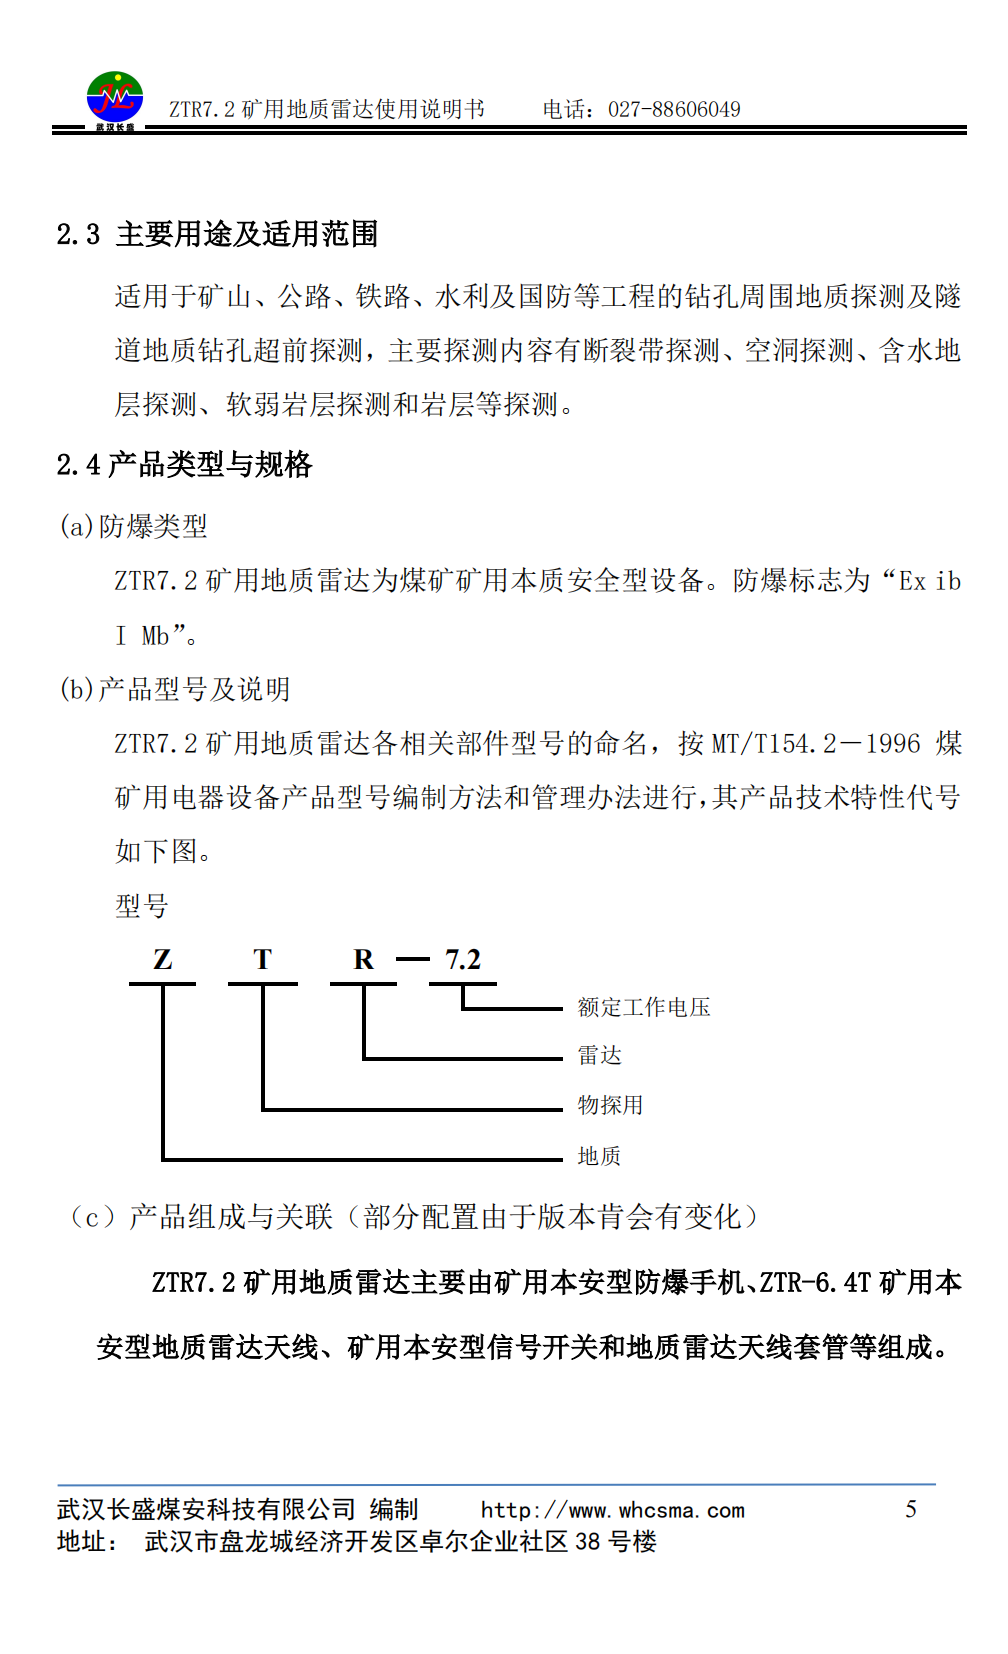 武汉长盛
ZTR7.2矿用地质雷达使用说明书 电话：027-88606049
2.3 主要用途及适用范围
适用于矿山、公路、铁路、水利及国防等工程的钻孔周围地质探测及隧
道地质钻孔超前探测，主要探测内容有断裂带探测、空洞探测、含水地
层探测、软弱岩层探测和岩层等探测。
2.4产品类型与规格
(a)防爆类型
ZTR7.2矿用地质雷达为煤矿矿用本质安全型设备。防爆标志为“Ex ib
I Mb”。
(b)产品型号及说明
ZTR7.2矿用地质雷达各相关部件型号的命名，按MT/T154.2－1996 煤
矿用电器设备产品型号编制方法和管理办法进行,其产品技术特性代号
如下图。
型号
Z T R — 7.2
额定工作电压
雷达
物探用
地质
（c）产品组成与关联（部分配置由于版本肯会有变化）
ZTR7.2矿用地质雷达主要由矿用本安型防爆手机、ZTR-6.4T矿用本
安型地质雷达天线、矿用本安型信号开关和地质雷达天线套管等组成。
武汉长盛煤安科技有限公司 编制 http://www.whcsma.com 5
地址： 武汉市盘龙城经济开发区卓尔企业社区38号楼